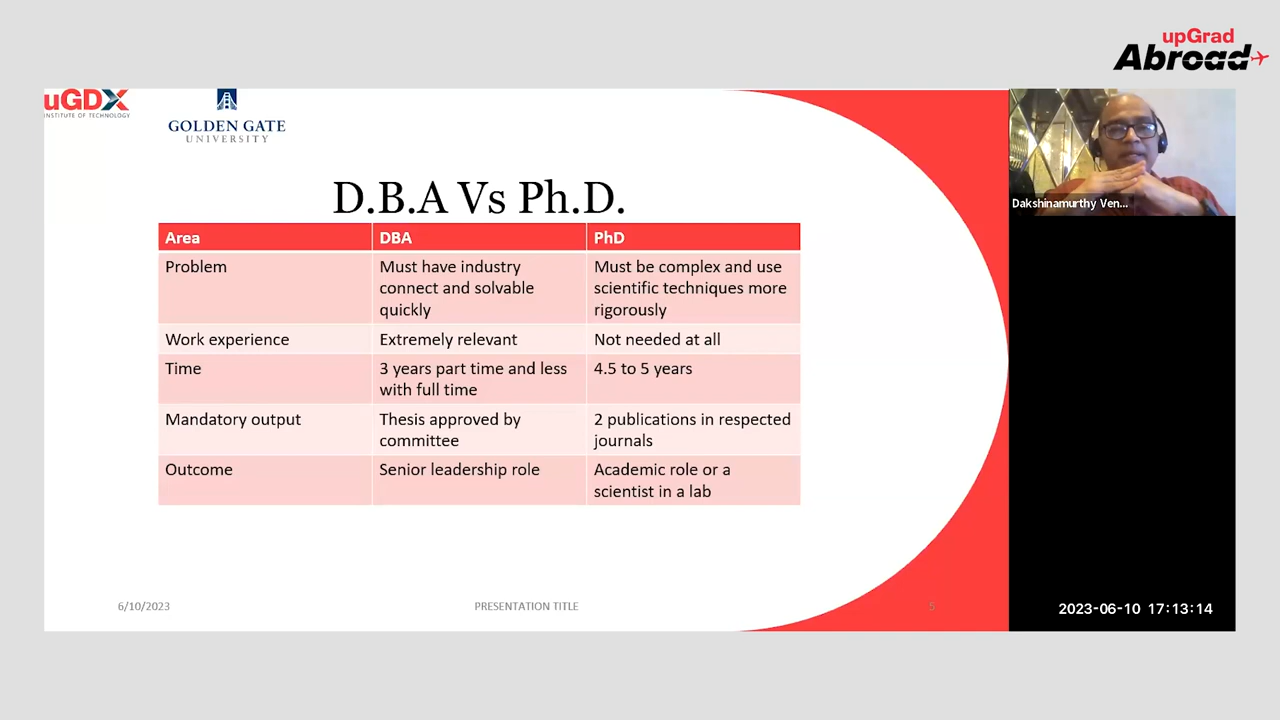 upGrad
Abroad
uGDX
INSTITUTE OF TECHNOLOGY
GOLDEN GATE
UNIVERSITY
D.B.A Vs Ph.D.
Area DBA PhD
Problem Must have industry connect and solvable quickly Must be complex and use scientific techniques more rigorously
Work experience Extremely relevant Not needed at all
Time 3 years part time and less with full time 4.5 to 5 years
Mandatory output Thesis approved by committee 2 publications in respected journals
Outcome Senior leadership role Academic role or a scientist in a lab
Dakshinamurthy Ven...
6/10/2023
PRESENTATION TITLE
5
2023-06-10 17:13:14